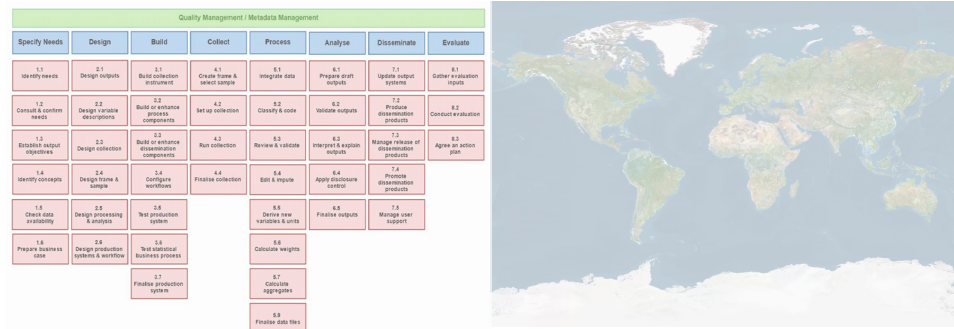 Quality Management / Metadata Management
Specify Needs
Design
Build
Collect
Process
Analyse
Disseminate
Evaluate
1.1
Identify needs
1.2
Consult & confirm
needs
1.3
Establish output
objectives
1.4
Identify concepts
1.5
Check data
availability
1.6
Prepare business
case
2.1
Design outputs
2.2
Design variable
descriptions
2.3
Design collection
2.4
Design frame &
sample
2.5
Design processing
& analysis
2.6
Design production
systems & workflow
3.1
Build collection
instrument
3.2
Build or enhance
process
components
3.3
Build or enhance
dissemination
components
3.4
Configure
workflows
3.5
Test production
system
3.6
Test statistical
business process
3.7
Finalise production
system
4.1
Create frame &
select sample
4.2
Set up collection
4.3
Run collection
4.4
Finalise collection
5.1
Integrate data
5.2
Classify & code
5.3
Review & validate
5.4
Edit & impute
5.5
Derive new
variables & units
5.6
Calculate weights
5.7
Calculate
aggregates
5.8
Finalise data files
6.1
Prepare draft
outputs
6.2
Validate outputs
6.3
Interpret & explain
outputs
6.4
Apply disclosure
control
6.5
Finalise outputs
7.1
Update output
systems
7.2
Produce
dissemination
products
7.3
Manage release of
dissemination
products
7.4
Promote
dissemination
products
7.5
Manage user
support
8.1
Gather evaluation
inputs
8.2
Conduct evaluation
8.3
Agree an action
plan